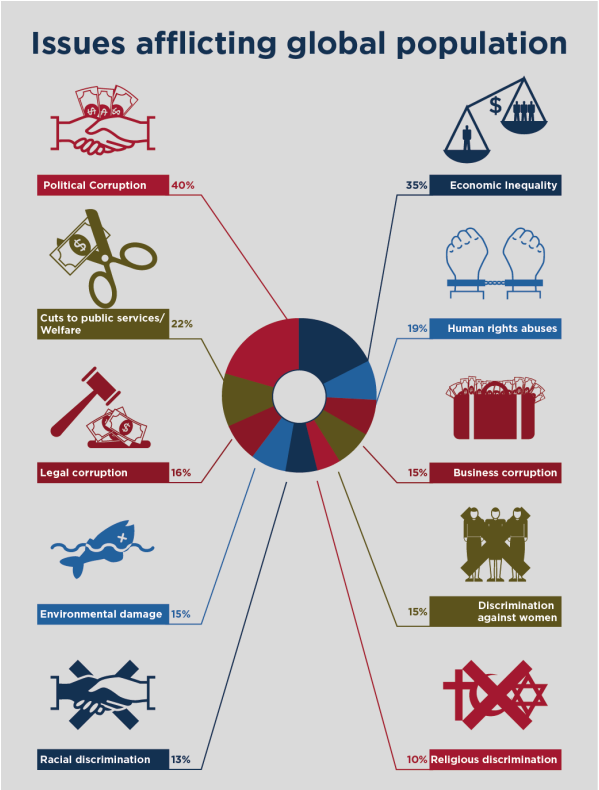 Issues afflicting global population
$
Political Corruption 40%
35% Economic Inequality
$
Cuts to public services/
Welfare 22%
19% Human rights abuses
Legal corruption 16%
15% Business corruption
Environmental damage 15%
15% Discrimination
against women
Racial discrimination 13%
10% Religious discrimination